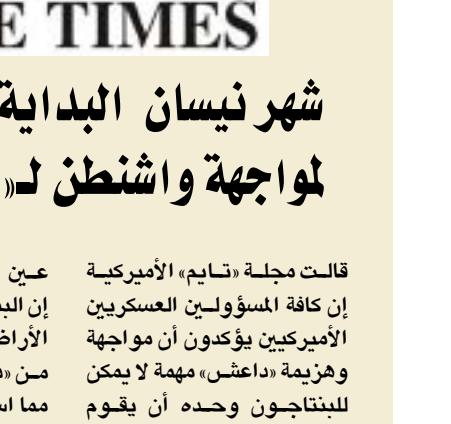 E TIMES
شهر نيسان البداية
لمواجهة واشنطن لـ«
قالت مجلة «تايم» الأميركية
إن كافة المسؤولين العسكريين
الأميركيين يؤكدون أن مواجهة
وهزيمة «داعش» مهمة لا يمكن
للبنتاجون وحده أن يقوم
عين
إن الب
الأراض
من «د
مما اس